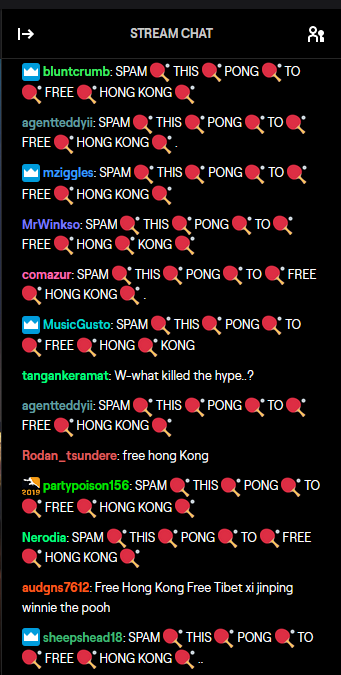 STREAM CHAT
bluntcrumb: SPAM 🏓 THIS 🏓 PONG 🏓 TO
🏓 FREE 🏓 HONG KONG 🏓
agentteddyii: SPAM 🏓 THIS 🏓 PONG 🏓 TO 🏓
FREE 🏓 HONG KONG 🏓 .
mziggles: SPAM 🏓 THIS 🏓 PONG 🏓 TO 🏓
FREE 🏓 HONG KONG 🏓
MrWinkso: SPAM 🏓 THIS 🏓 PONG 🏓 TO 🏓
FREE 🏓 HONG 🏓 KONG 🏓
comazur: SPAM 🏓 THIS 🏓 PONG 🏓 TO 🏓 FREE
🏓 HONG KONG 🏓 .
MusicGusto: SPAM 🏓 THIS 🏓 PONG 🏓 TO
🏓 FREE 🏓 HONG 🏓 KONG
tangankeramat: W-what killed the hype..?
agentteddyii: SPAM 🏓 THIS 🏓 PONG 🏓 TO 🏓
FREE 🏓 HONG KONG 🏓
Rodan_tsundere: free hong Kong
2019 partypoison156: SPAM 🏓 THIS 🏓 PONG 🏓 TO
🏓 FREE 🏓 HONG KONG 🏓
Nerodia: SPAM 🏓 THIS 🏓 PONG 🏓 TO 🏓 FREE
🏓 HONG KONG 🏓
audgns7612: Free Hong Kong Free Tibet xi jinping
winnie the pooh
sheepshead18: SPAM 🏓 THIS 🏓 PONG 🏓 TO
🏓 FREE 🏓 HONG KONG 🏓 ..